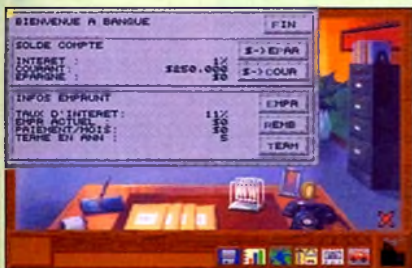 BIENVENUE A BANQUE
FIN
SOLDE COMPTE
$->EPAR
INTERET : 1%
COURANT: $250.000
$->COUR
EPARGNE : $0
INFOS EMPRUNT
EMPR
TAUX D'INTERET: 11%
EMPR ACTUEL $0
REMB
PAIEMENT/MOIS: $0
TERME EN ANN : 5
TERM